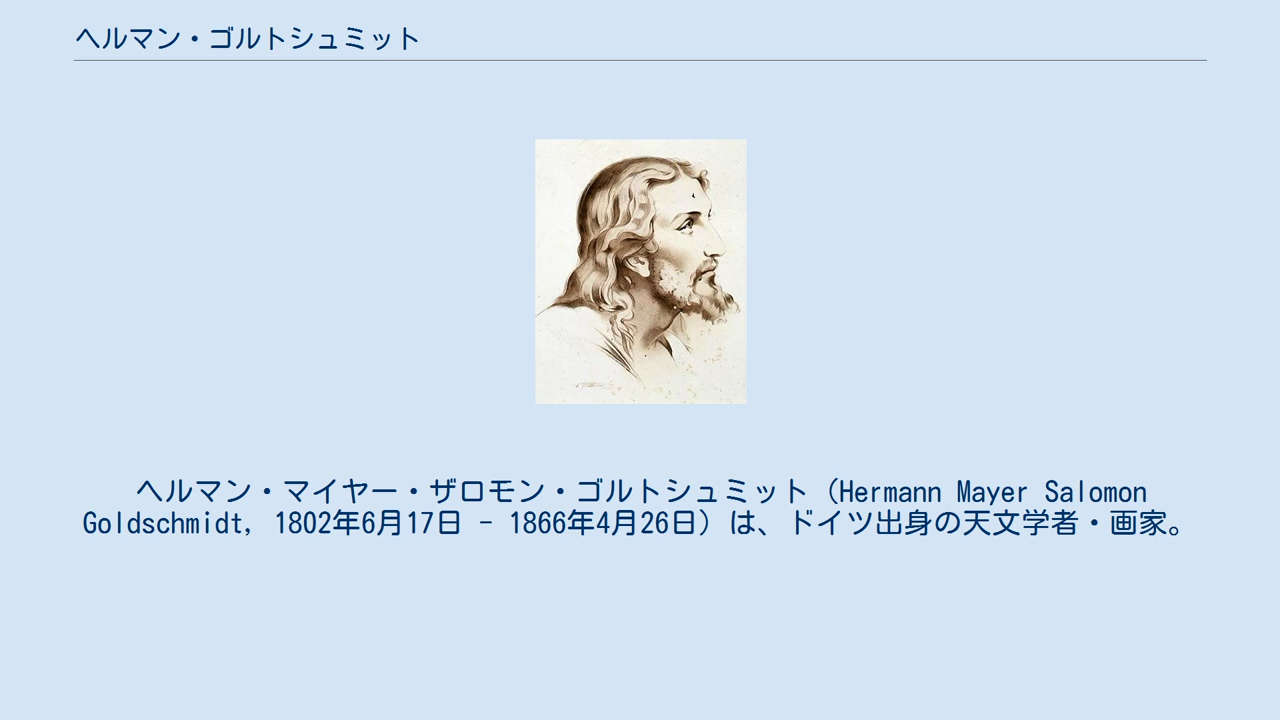 ヘルマン・ゴルトシュミット
ヘルマン・マイヤー・ザロモン・ゴルトシュミット（Hermann Mayer Salomon
Goldschmidt, 1802年6月17日 - 1866年4月26日）は、ドイツ出身の天文学者・画家。